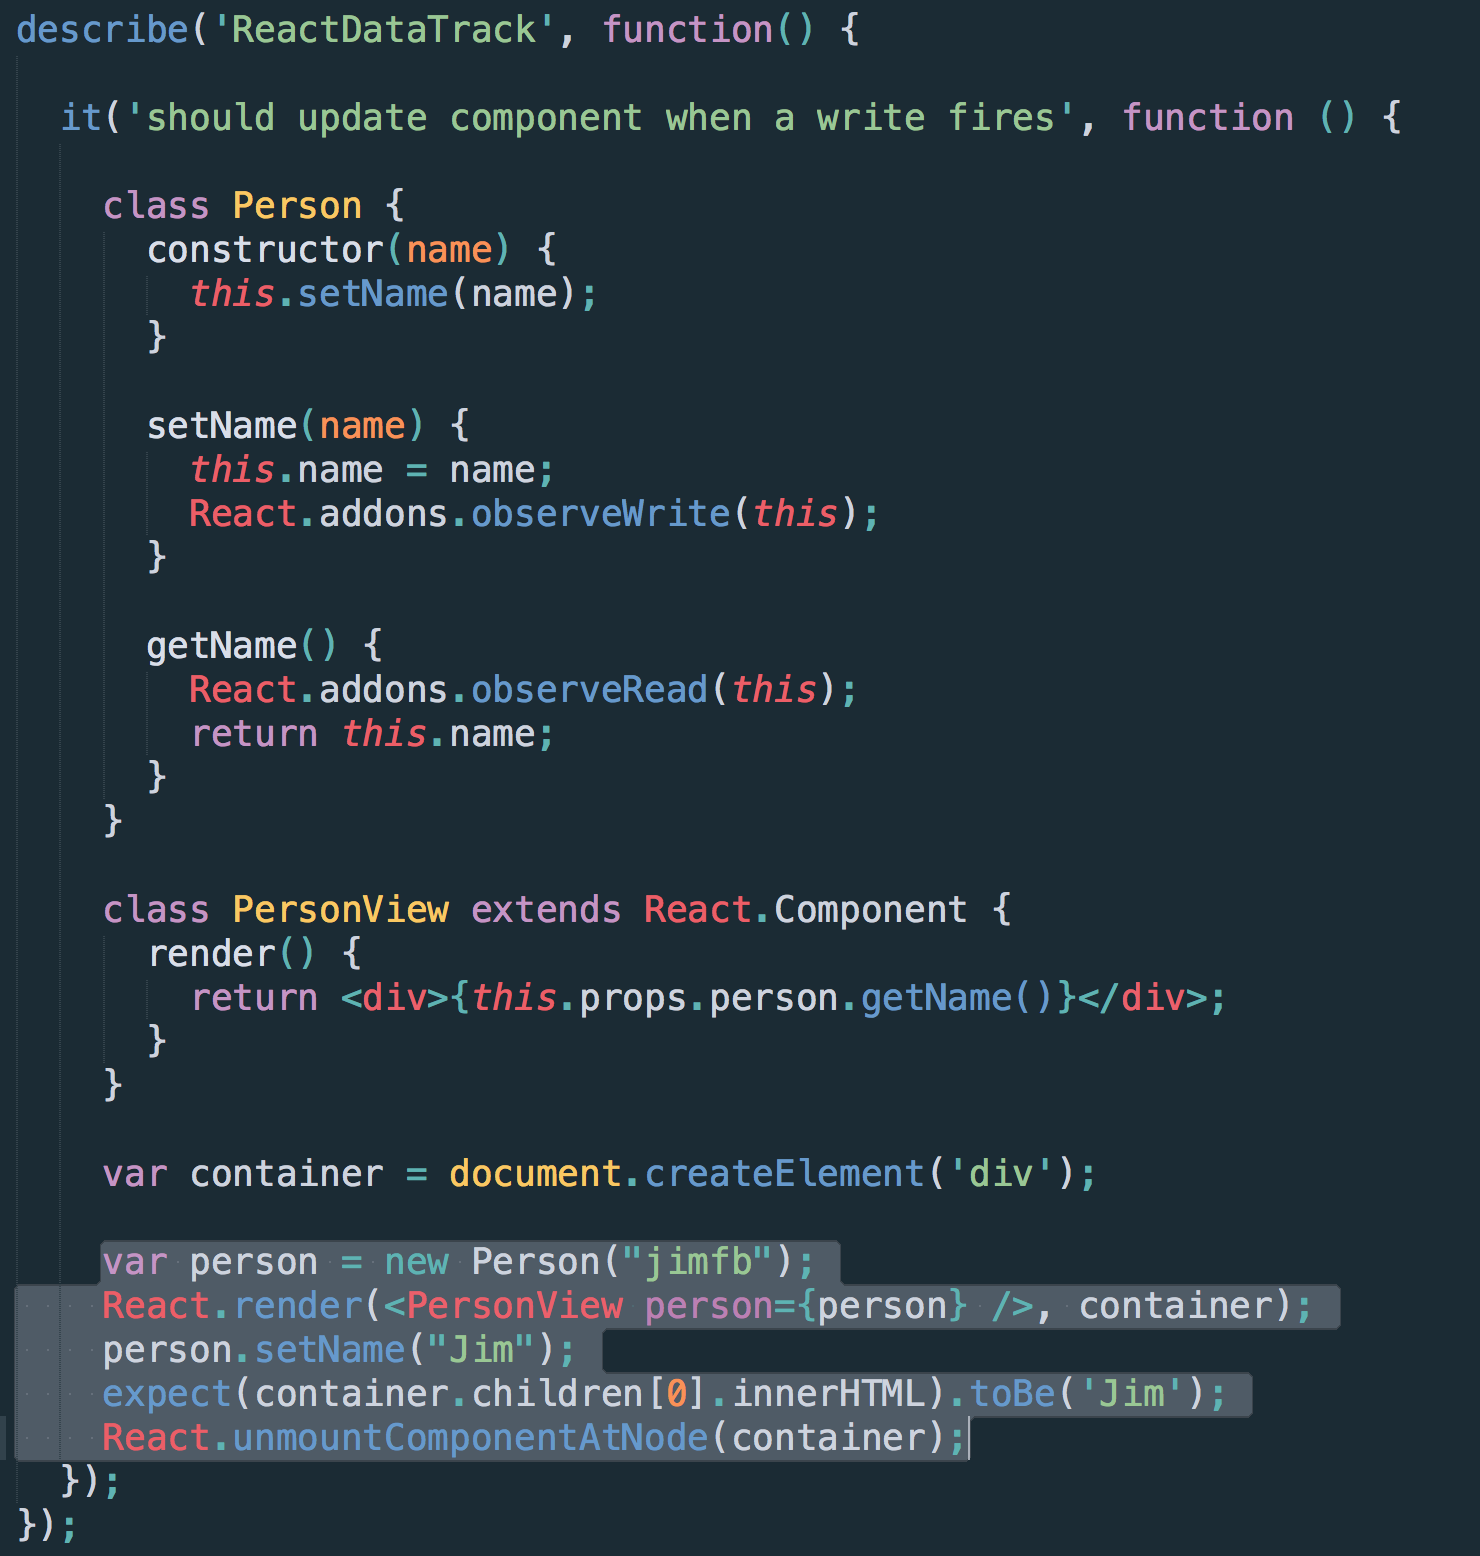 describe('ReactDataTrack', function() {
it('should update component when a write fires', function () {
class Person {
constructor(name) {
this.setName(name);
}
setName(name) {
this.name = name;
React.addons.observeWrite(this);
}
getName() {
React.addons.observeRead(this);
return this.name;
}
}
class PersonView extends React.Component {
render() {
return <div>{this.props.person.getName()}</div>;
}
}
var container = document.createElement('div');
var person = new Person("jimfb");
React.render(<PersonView person={person} />, container);
person.setName("Jim");
expect(container.children[0].innerHTML).toBe('Jim');
React.unmountComponentAtNode(container);
});
});